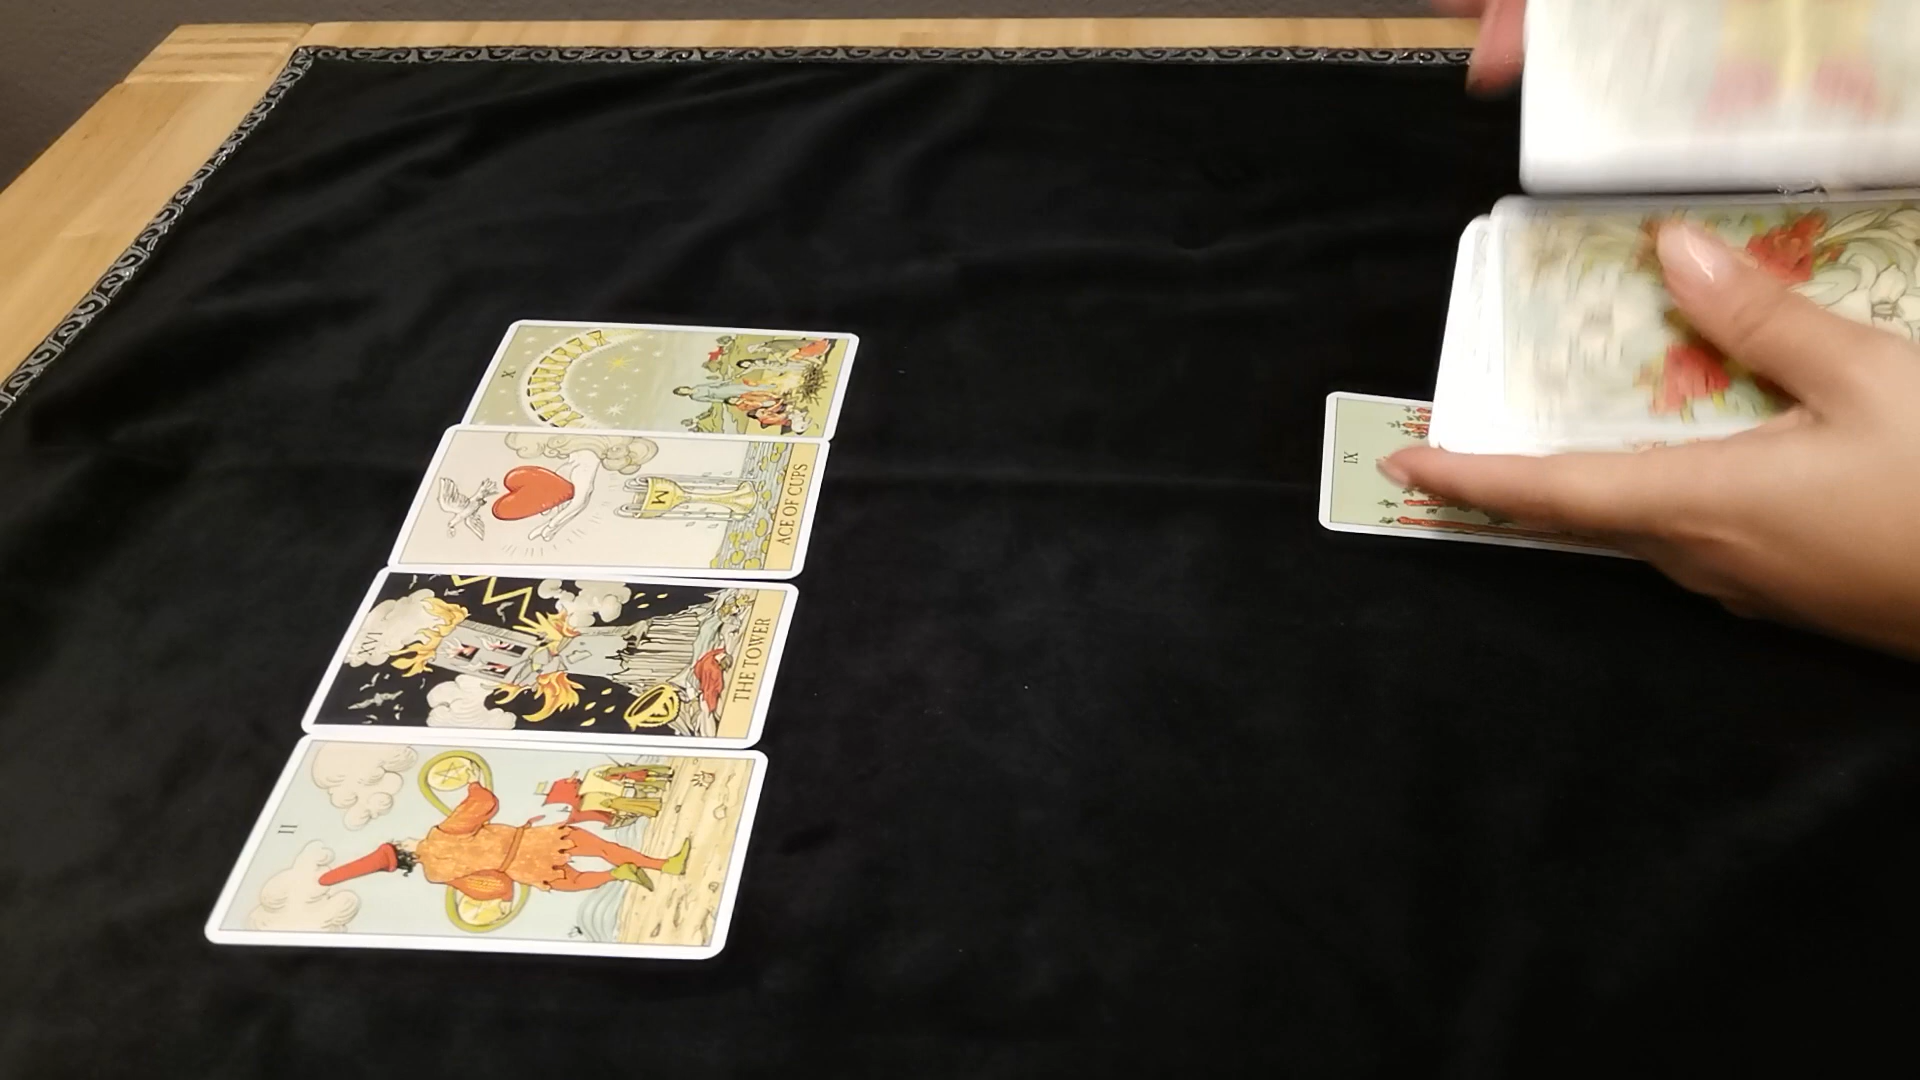 X
ACE OF CUPS
XVI
THE TOWER
II
IX